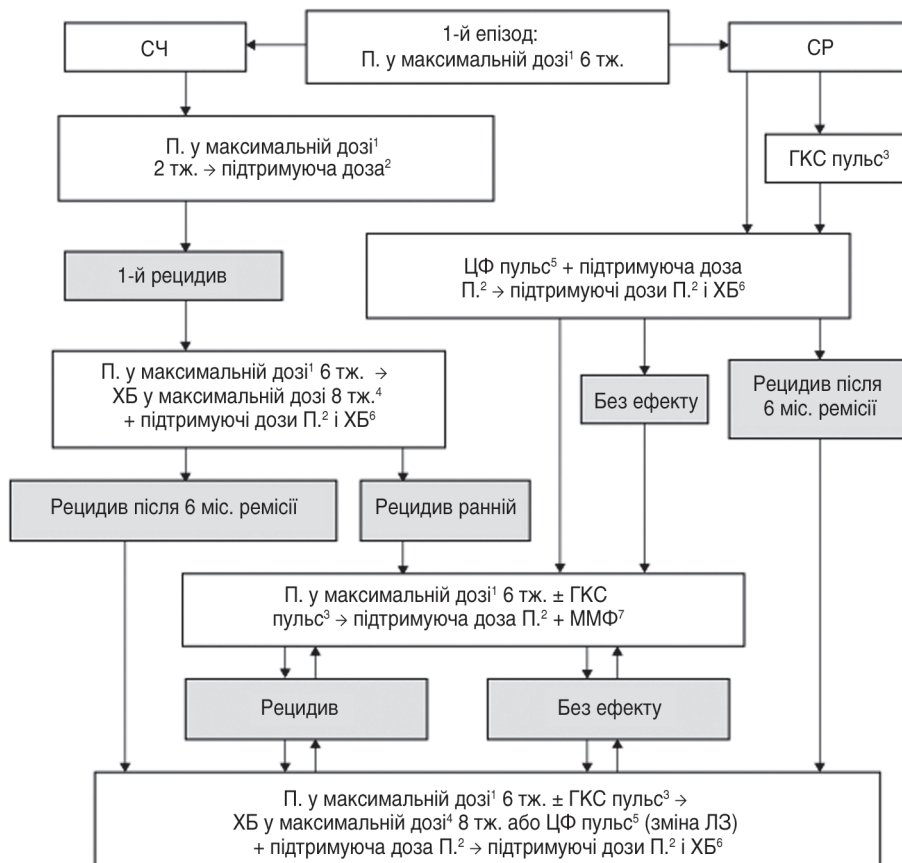 1-й епізод:
П. у максимальній дозі¹ 6 тж.
СЧ
СР
П. у максимальній дозі¹
2 тж. → підтримуюча доза²
ГКС пульс³
1-й рецидив
ЦФ пульс⁵ + підтримуюча доза
П.² → підтримуючі дози П.² і ХБ⁶
П. у максимальній дозі¹ 6 тж. →
ХБ у максимальній дозі 8 тж.⁴
+ підтримуючі дози П.² і ХБ⁶
Без ефекту
Рецидив після
6 міс. ремісії
Рецидив після 6 міс. ремісії
Рецидив ранній
П. у максимальній дозі¹ 6 тж. ± ГКС
пульс³ → підтримуюча доза П.² + ММФ⁷
Рецидив
Без ефекту
П. у максимальній дозі¹ 6 тж. ± ГКС пульс³ →
ХБ у максимальній дозі⁴ 8 тж. або ЦФ пульс⁵ (зміна ЛЗ)
+ підтримуюча доза П.² → підтримуючі дози П.² і ХБ⁶